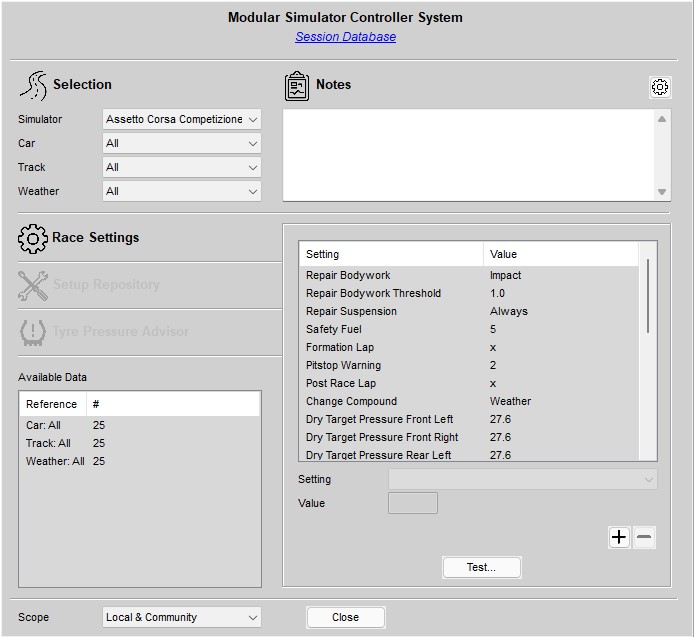 Modular Simulator Controller System
Session Database
Selection
Simulator Assetto Corsa Competizione
Car All
Track All
Weather All
Notes
Race Settings
Setup Repository
Tyre Pressure Advisor
Available Data
Reference #
Car: All 25
Track: All 25
Weather: All 25
Setting Value
Repair Bodywork Impact
Repair Bodywork Threshold 1.0
Repair Suspension Always
Safety Fuel 5
Formation Lap x
Pitstop Warning 2
Post Race Lap x
Change Compound Weather
Dry Target Pressure Front Left 27.6
Dry Target Pressure Front Right 27.6
Dry Target Pressure Rear Left 27.6
Setting
Value
Test...
Scope Local & Community
Close